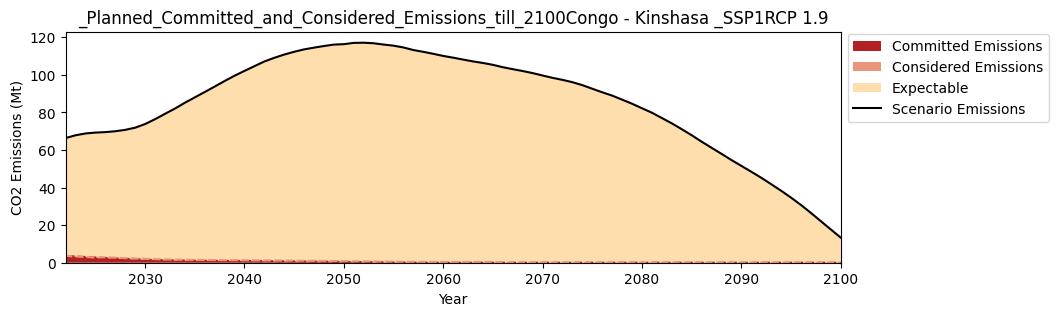 _Planned_Committed_and_Considered_Emissions_till_2100Congo - Kinshasa _SSP1RCP 1.9
120
100
80
60
40
20
0
CO2 Emissions (Mt)
2030 2040 2050 2060 2070 2080 2090 2100
Year
Committed Emissions
Considered Emissions
Expectable
Scenario Emissions